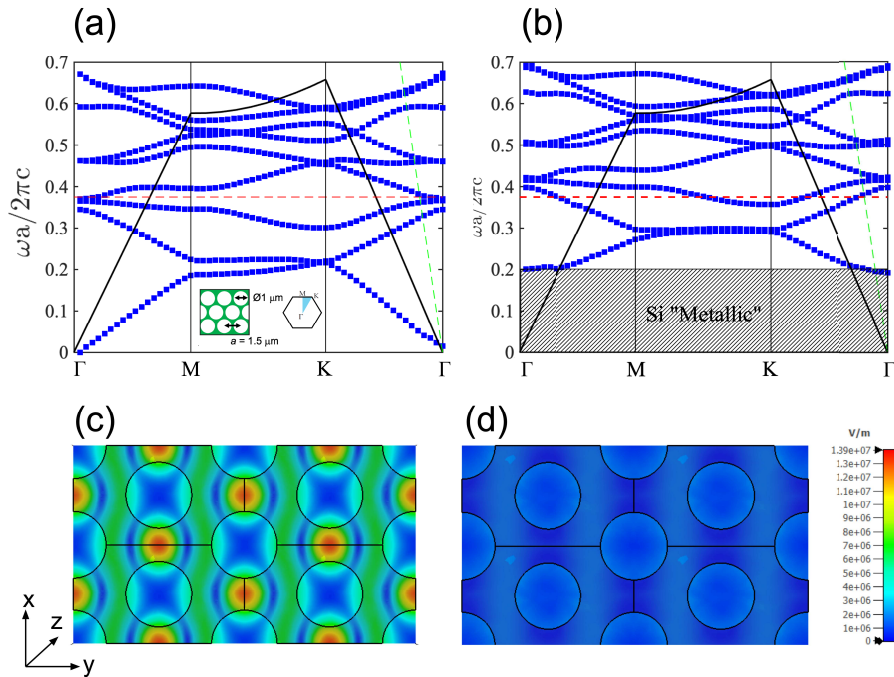 (a)
(b)
ωa/2πc
0.7
0.6
0.5
0.4
0.3
0.2
0.1
0
Γ
M
K
Γ
M
K
Γ
Ø1 μm
a = 1.5 μm
ωa/2πc
0.7
0.6
0.5
0.4
0.3
0.2
0.1
0
Si "Metallic"
Γ
M
K
Γ
(c)
(d)
x
z
y
V/m
1.39e+07
1.3e+07
1.2e+07
1.1e+07
1e+07
9e+06
8e+06
7e+06
6e+06
5e+06
4e+06
3e+06
2e+06
1e+06
0